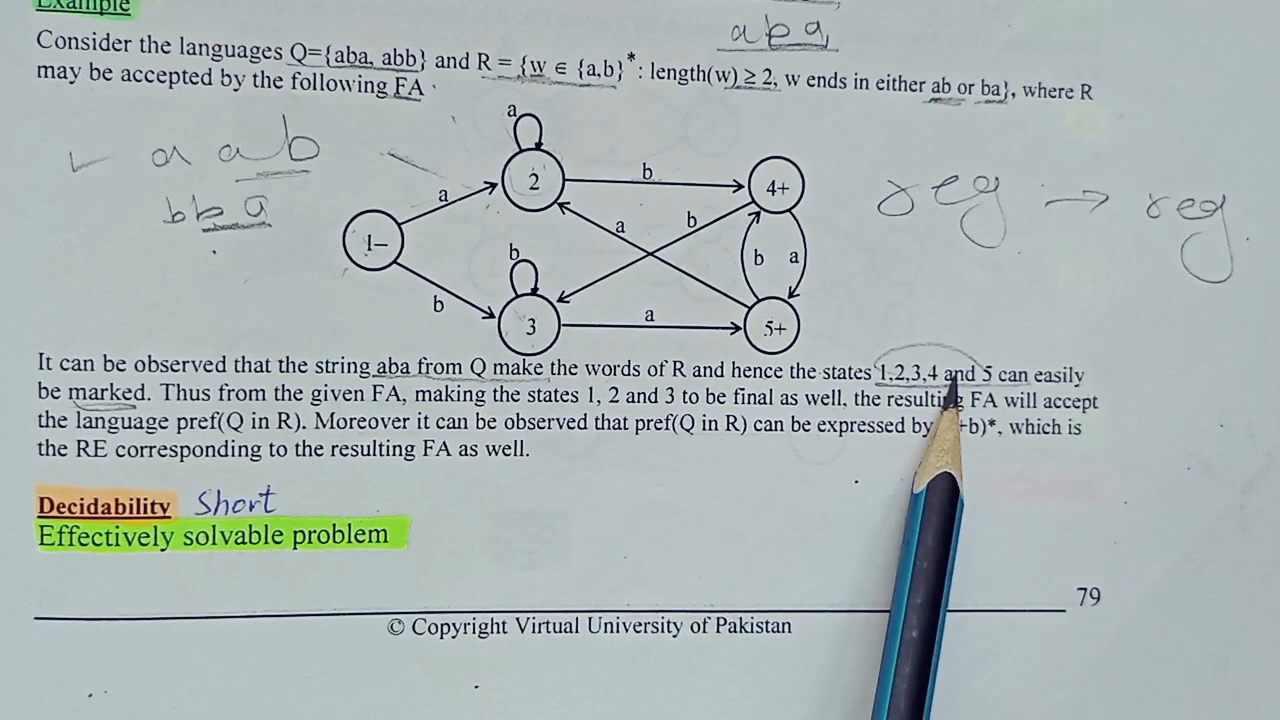 Example
aba
Consider the languages Q={aba, abb} and R = {w ∈ {a,b}*: length(w) ≥ 2, w ends in either ab or ba}, where R
may be accepted by the following FA
a
a a b
b
2
4+
reg → reg
a
b b a
a
b
1–
b
b
a
b
a
3
5+
It can be observed that the string aba from Q make the words of R and hence the states 1,2,3,4 and 5 can easily
be marked. Thus from the given FA, making the states 1, 2 and 3 to be final as well, the resulting FA will accept
the language pref(Q in R). Moreover it can be observed that pref(Q in R) can be expressed by +b)*, which is
the RE corresponding to the resulting FA as well.
Decidability Short
Effectively solvable problem
79
© Copyright Virtual University of Pakistan